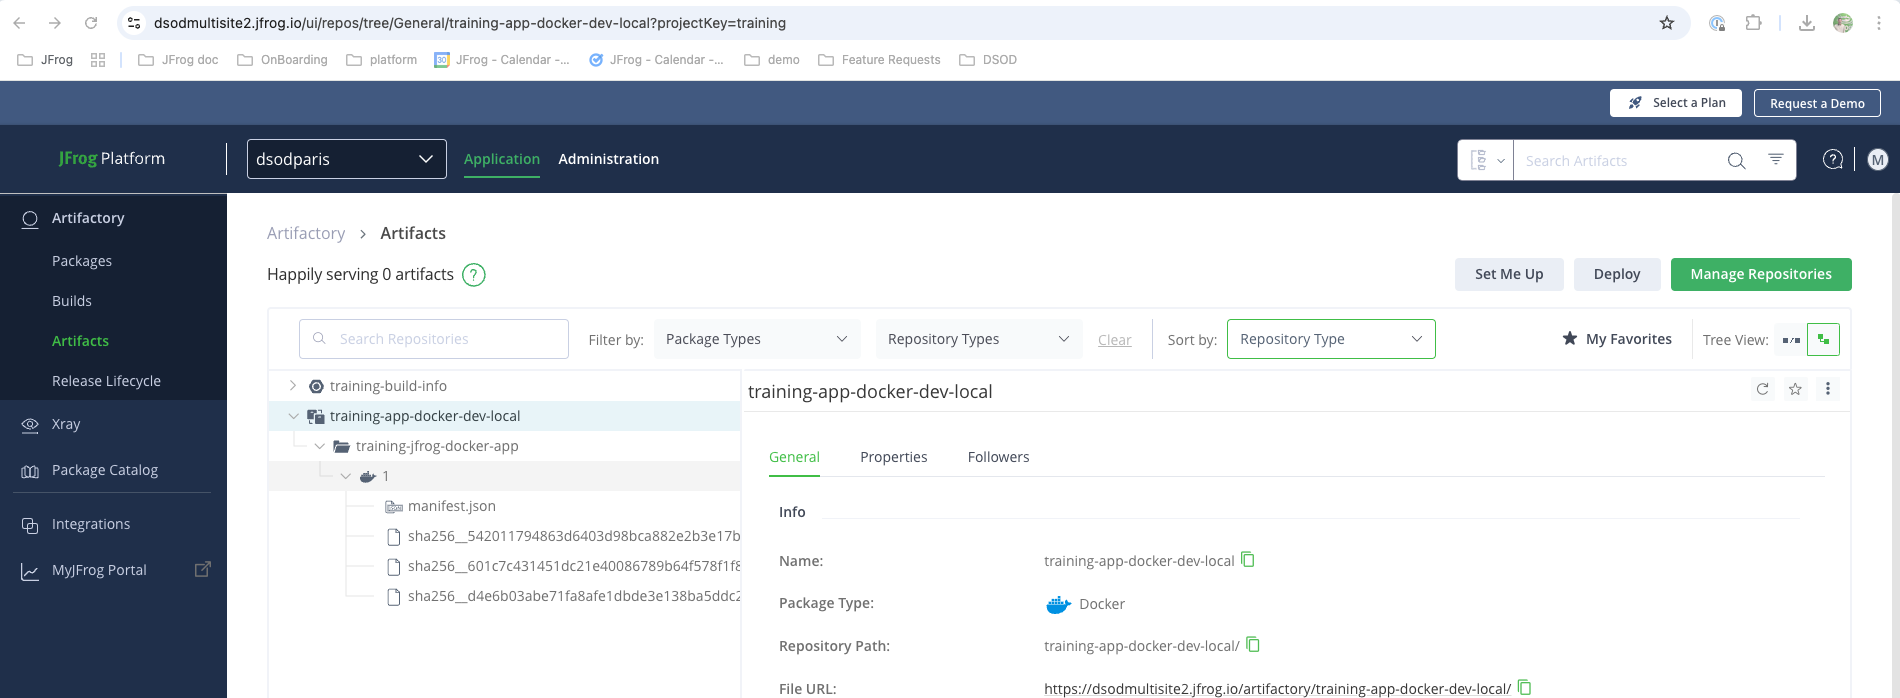 dsodmultisite2.jfrog.io/ui/repos/tree/General/training-app-docker-dev-local?projectKey=training
JFrog JFrog doc OnBoarding platform 30 JFrog - Calendar -... JFrog - Calendar -... demo Feature Requests DSOD
Select a Plan Request a Demo
JFrog Platform dsodparis Application Administration Search Artifacts ? M
Artifactory
Packages
Builds
Artifacts
Release Lifecycle
Xray
Package Catalog
Integrations
MyJFrog Portal
Artifactory > Artifacts
Happily serving 0 artifacts ? Set Me Up Deploy Manage Repositories
Search Repositories Filter by: Package Types Repository Types Clear Sort by: Repository Type My Favorites Tree View:
training-build-info
training-app-docker-dev-local
training-jfrog-docker-app
1
manifest.json
sha256__542011794863d6403d98bca882e2b3e17b
sha256__601c7c431451dc21e40086789b64f578f1f8
sha256__d4e6b03abe71fa8afe1dbde3e138ba5ddc2
training-app-docker-dev-local
General Properties Followers
Info
Name: training-app-docker-dev-local
Package Type: Docker
Repository Path: training-app-docker-dev-local/
File URL: https://dsodmultisite2.jfrog.io/artifactory/training-app-docker-dev-local/